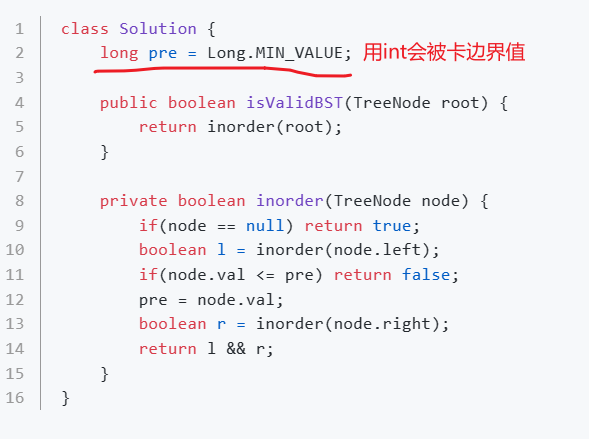 1 class Solution {
2 long pre = Long.MIN_VALUE; 用int会被卡边界值
3
4 public boolean isValidBST(TreeNode root) {
5 return inorder(root);
6 }
7
8 private boolean inorder(TreeNode node) {
9 if(node == null) return true;
10 boolean l = inorder(node.left);
11 if(node.val <= pre) return false;
12 pre = node.val;
13 boolean r = inorder(node.right);
14 return l && r;
15 }
16 }